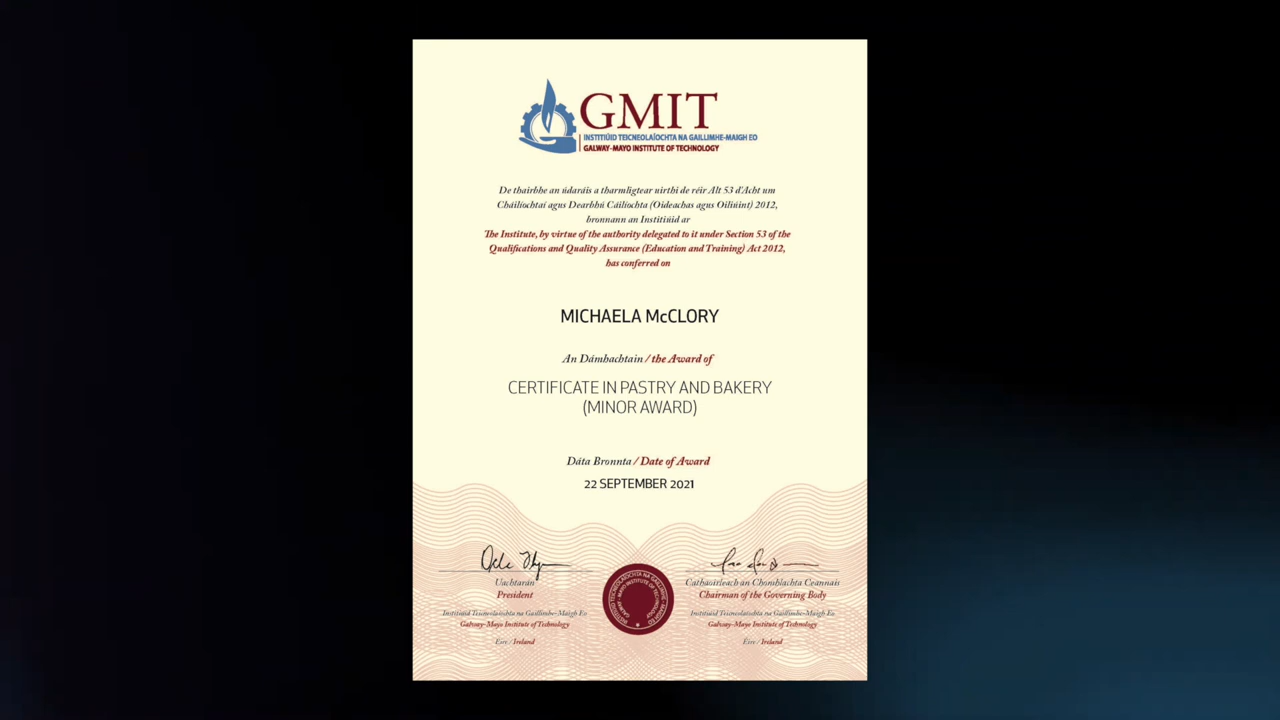 GMIT
INSTITIÚID TEICNEOLAÍOCHTA NA GAILLIMHE-MAIGH EO
GALWAY-MAYO INSTITUTE OF TECHNOLOGY
De thairbhe an údaráis a tharmligtear uirthi de réir Alt 53 d'Acht um
Cháilíochtaí agus Dearbhú Cáilíochta (Oideachas agus Oiliúint) 2012,
bronnann an Institiúid ar
The Institute, by virtue of the authority delegated to it under Section 53 of the
Qualifications and Quality Assurance (Education and Training) Act 2012,
has conferred on
MICHAELA McCLORY
An Dámhachtain / the Award of
CERTIFICATE IN PASTRY AND BAKERY
(MINOR AWARD)
Dáta Bronnta / Date of Award
22 SEPTEMBER 2021
Uachtarán
President
Institiúid Teicneolaíochta na Gaillimhe-Maigh Eo
Galway-Mayo Institute of Technology
Éire / Ireland
Cathaoirleach an Chomhlachta Ceannais
Chairman of the Governing Body
Institiúid Teicneolaíochta na Gaillimhe-Maigh Eo
Galway-Mayo Institute of Technology
Éire / Ireland